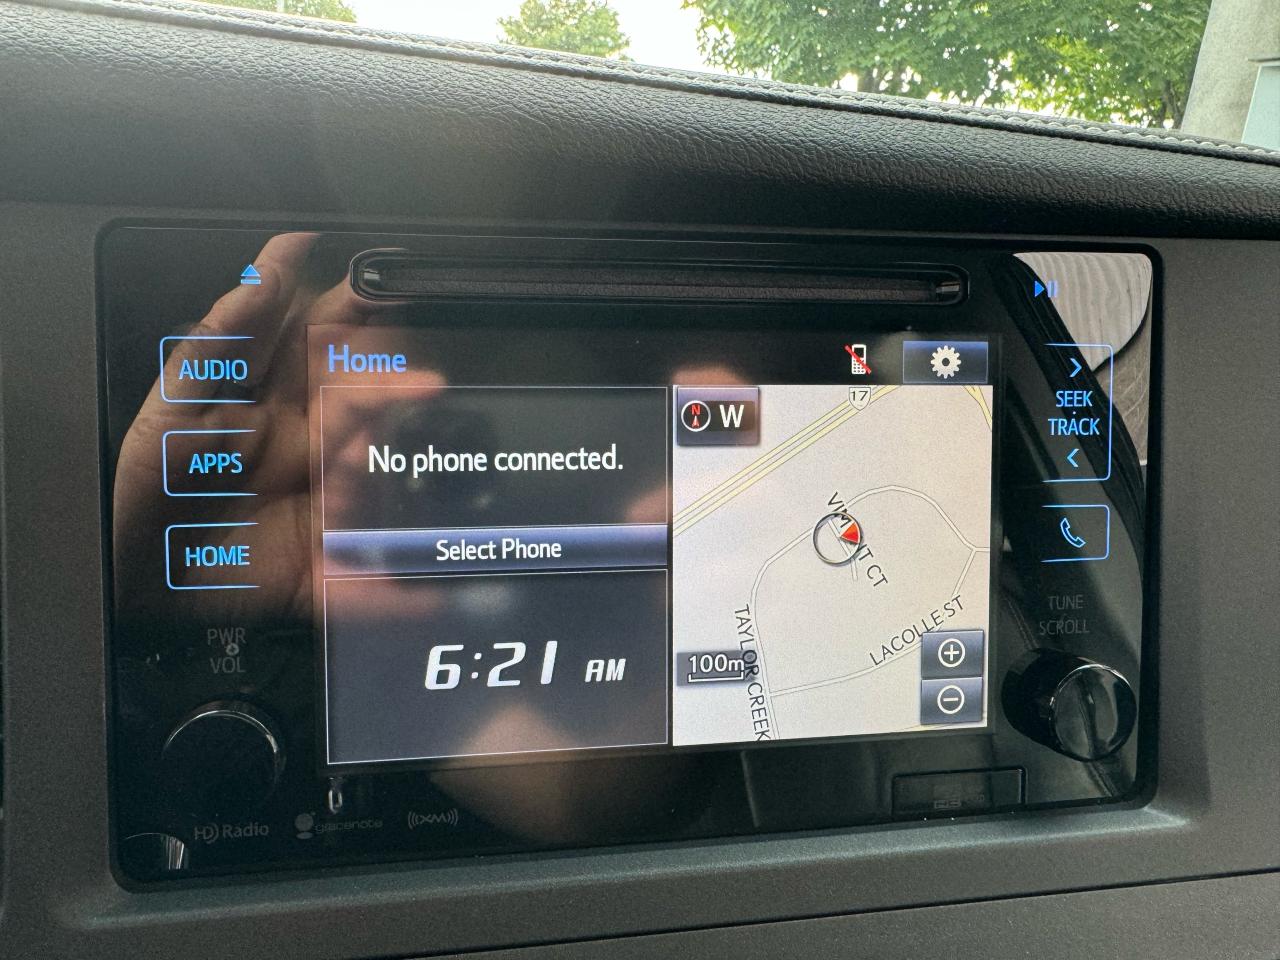 AUDIO
APPS
HOME
PWR
VOL
Home
No phone connected.
Select Phone
6:21 AM
N W
17
VIM T CT
TAYLOR CREEK
LACOLLE ST
100m
SEEK
TRACK
TUNE
SCROLL
HD Radio
gracenote
((XM))